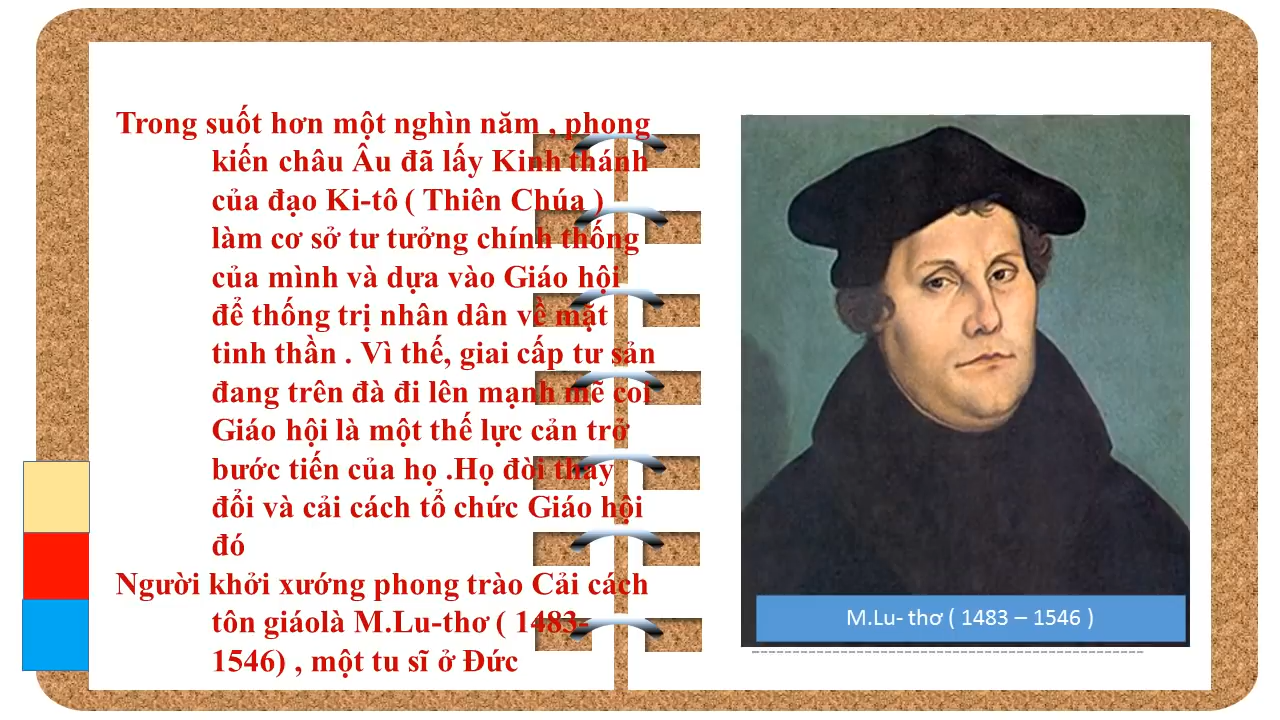 Trong suốt hơn một nghìn năm , phong
kiến châu Âu đã lấy Kinh thánh
của đạo Ki-tô ( Thiên Chúa )
làm cơ sở tư tưởng chính thống
của mình và dựa vào Giáo hội
để thống trị nhân dân về mặt
tinh thần . Vì thế, giai cấp tư sản
đang trên đà đi lên mạnh mẽ coi
Giáo hội là một thế lực cản trở
bước tiến của họ .Họ đòi thay
đổi và cải cách tổ chức Giáo hội
đó
Người khởi xướng phong trào Cải cách
tôn giáolà M.Lu-thơ ( 1483-
1546) , một tu sĩ ở Đức
M.Lu- thơ ( 1483 – 1546 )